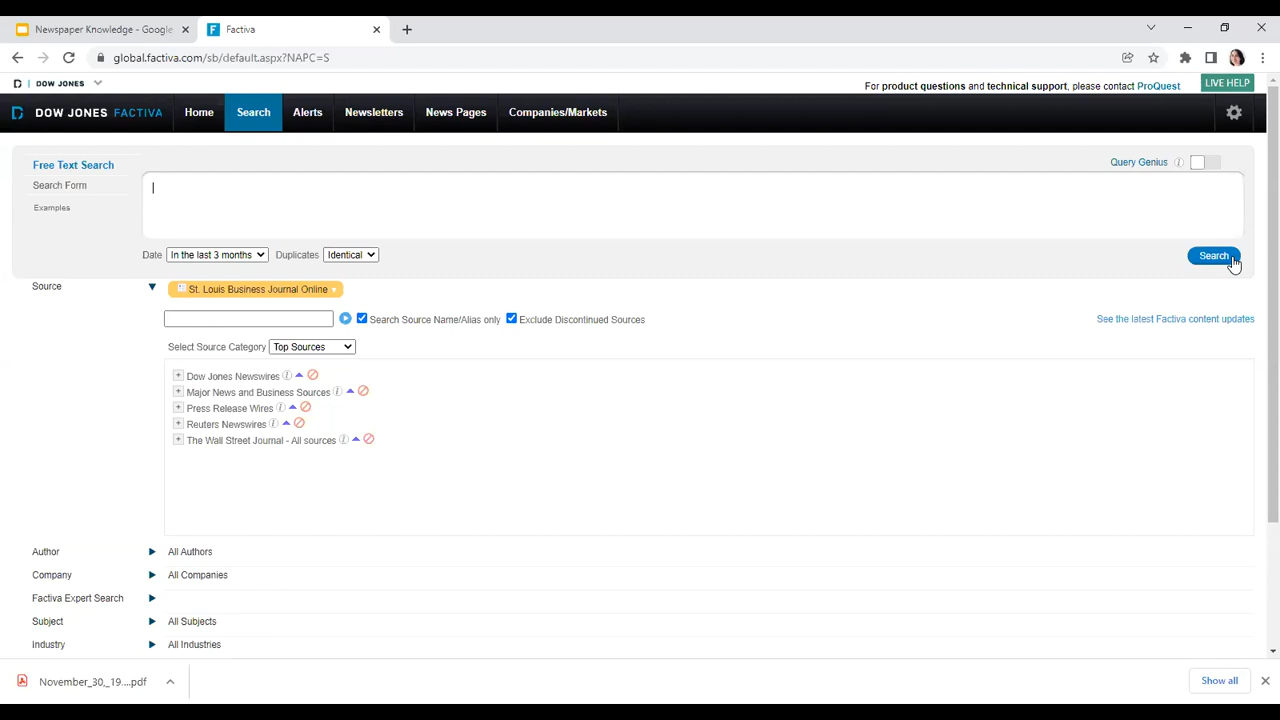 Newspaper Knowledge - Google
Factiva
global.factiva.com/sb/default.aspx?NAPC=S
DOW JONES
For product questions and technical support, please contact ProQuest
LIVE HELP
DOW JONES FACTIVA
Home
Search
Alerts
Newsletters
News Pages
Companies/Markets
Free Text Search
Search Form
Examples
Query Genius
Date
In the last 3 months
Duplicates
Identical
Search
Source
St. Louis Business Journal Online
Search Source Name/Alias only
Exclude Discontinued Sources
See the latest Factiva content updates
Select Source Category
Top Sources
Dow Jones Newswires
Major News and Business Sources
Press Release Wires
Reuters Newswires
The Wall Street Journal - All sources
Author
All Authors
Company
All Companies
Factiva Expert Search
Subject
All Subjects
Industry
All Industries
November_30,_19....pdf
Show all